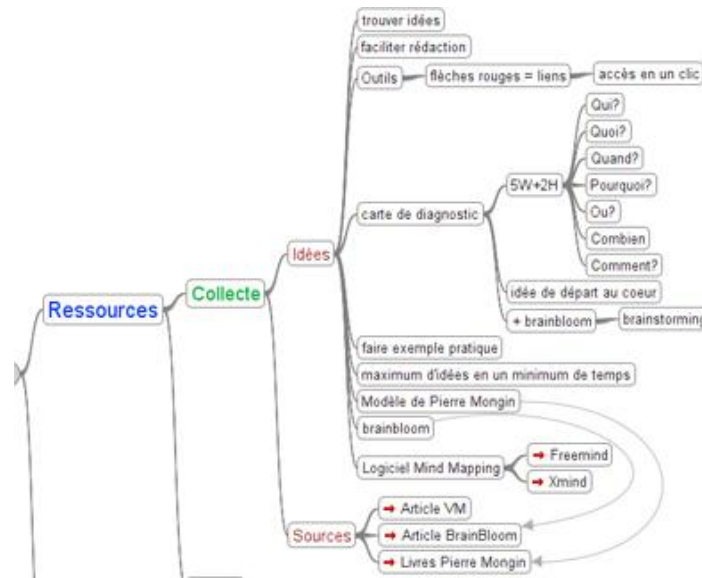 trouver idées
faciliter rédaction
Outils
flèches rouges = liens
accès en un clic
Qui?
Quoi?
Quand?
5W+2H
Pourquoi?
carte de diagnostic
Ou?
Combien
Idées
Comment?
Collecte
idée de départ au coeur
Ressources
+ brainbloom
brainstorming
faire exemple pratique
maximum d'idées en un minimum de temps
Modèle de Pierre Mongin
brainbloom
Freemind
Logiciel Mind Mapping
Xmind
Article VM
Sources
Article BrainBloom
Livres Pierre Mongin